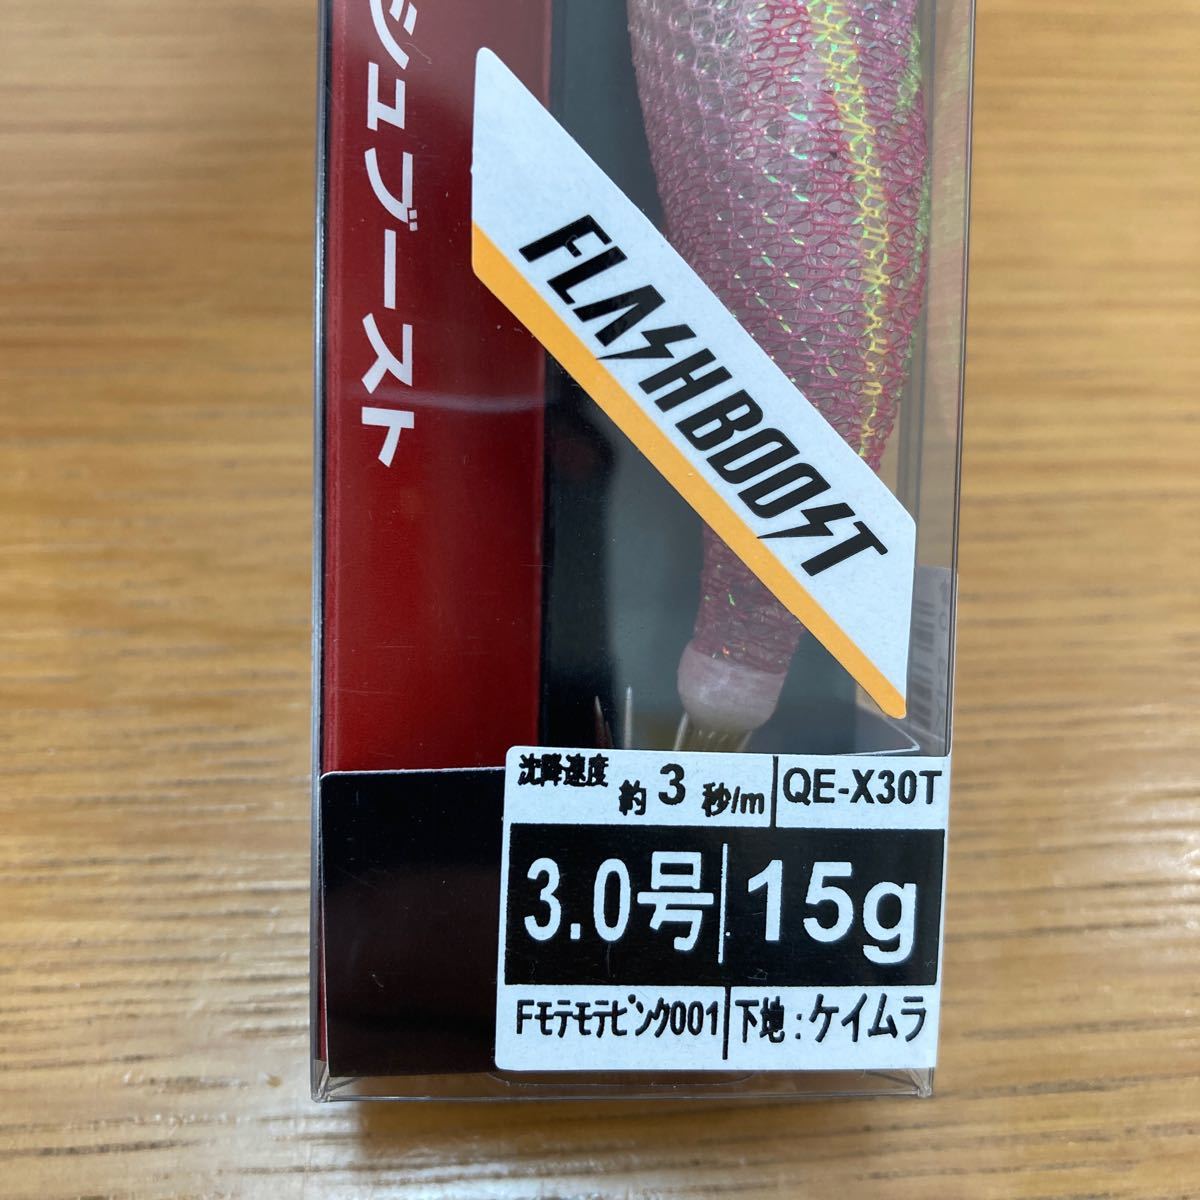 シュブースト
FLASHBOOST
沈降速度 約3秒/m QE-X30T
3.0号 15g
Fモテモテピンク001 下地:ケイムラ